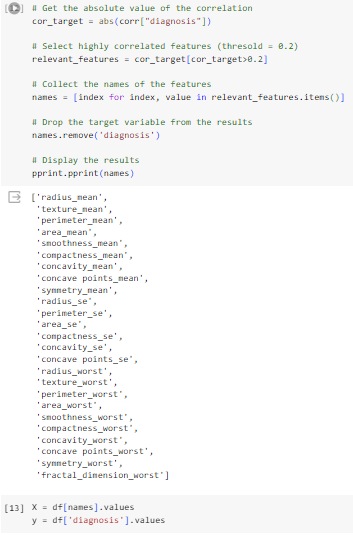 # Get the absolute value of the correlation
cor_target = abs(corr["diagnosis"])
# Select highly correlated features (thresold = 0.2)
relevant_features = cor_target[cor_target>0.2]
# Collect the names of the features
names = [index for index, value in relevant_features.items()]
# Drop the target variable from the results
names.remove('diagnosis')
# Display the results
pprint.pprint(names)
['radius_mean',
'texture_mean',
'perimeter_mean',
'area_mean',
'smoothness_mean',
'compactness_mean',
'concavity_mean',
'concave points_mean',
'symmetry_mean',
'radius_se',
'perimeter_se',
'area_se',
'compactness_se',
'concavity_se',
'concave points_se',
'radius_worst',
'texture_worst',
'perimeter_worst',
'area_worst',
'smoothness_worst',
'compactness_worst',
'concavity_worst',
'concave points_worst',
'symmetry_worst',
'fractal_dimension_worst']
[13] X = df[names].values
y = df['diagnosis'].values